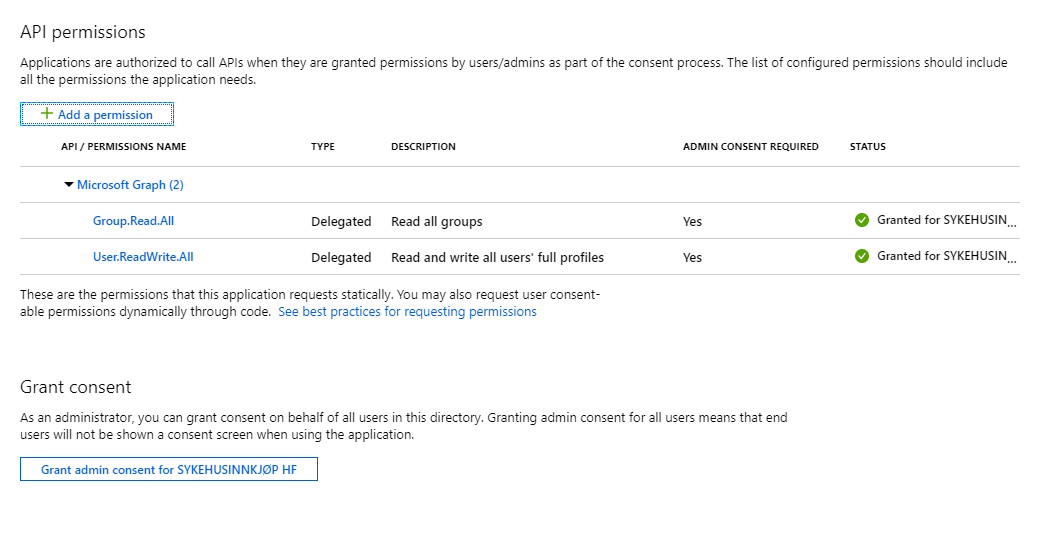 API permissions
Applications are authorized to call APIs when they are granted permissions by users/admins as part of the consent process. The list of configured permissions should include
all the permissions the application needs.
+ Add a permission
API / PERMISSIONS NAME TYPE DESCRIPTION ADMIN CONSENT REQUIRED STATUS
Microsoft Graph (2)
Group.Read.All Delegated Read all groups Yes Granted for SYKEHUSIN...
User.ReadWrite.All Delegated Read and write all users' full profiles Yes Granted for SYKEHUSIN...
These are the permissions that this application requests statically. You may also request user consent-
able permissions dynamically through code. See best practices for requesting permissions
Grant consent
As an administrator, you can grant consent on behalf of all users in this directory. Granting admin consent for all users means that end
users will not be shown a consent screen when using the application.
Grant admin consent for SYKEHUSINNKJØP HF